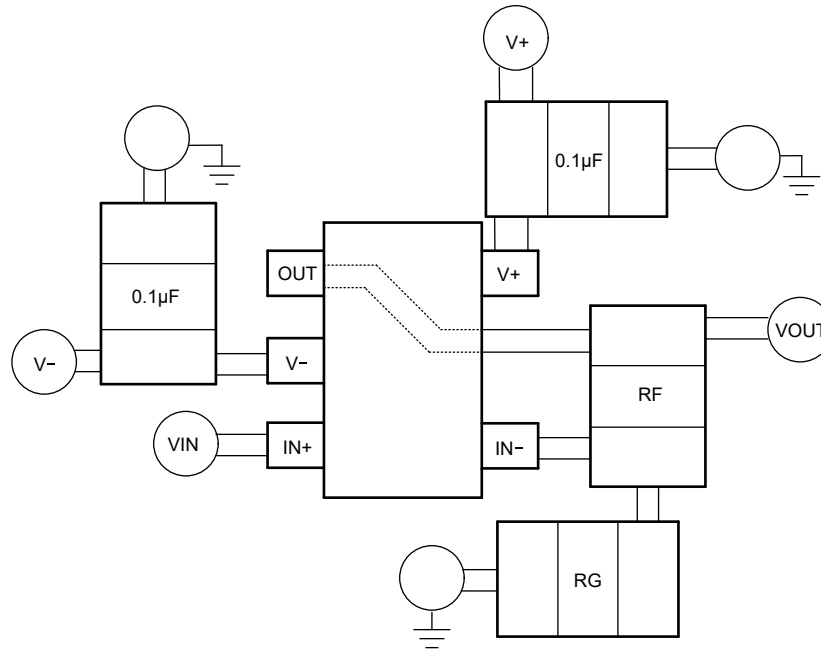 V+
0.1µF
0.1µF
OUT
V+
VOUT
V−
V−
RF
VIN
IN+
IN−
RG